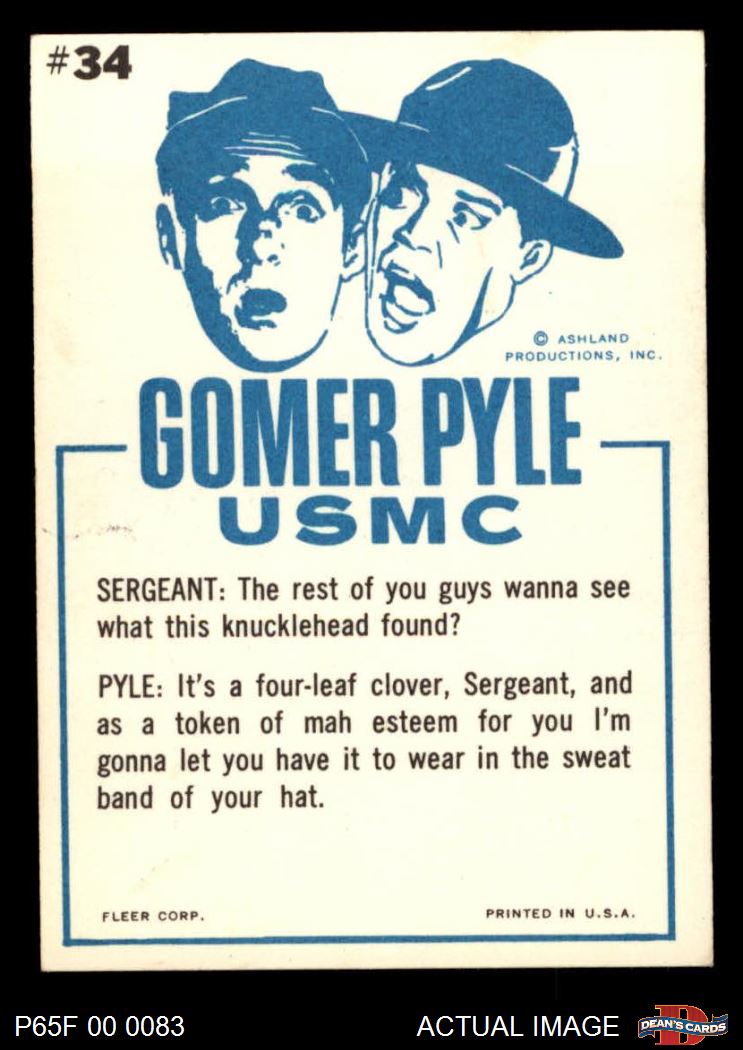 #34
© ASHLAND
PRODUCTIONS, INC.
GOMER PYLE
USMC
SERGEANT: The rest of you guys wanna see
what this knucklehead found?
PYLE: It's a four-leaf clover, Sergeant, and
as a token of mah esteem for you I'm
gonna let you have it to wear in the sweat
band of your hat.
FLEER CORP.
PRINTED IN U.S.A.
P65F 00 0083
ACTUAL IMAGE
D
DEAN'S CARDS